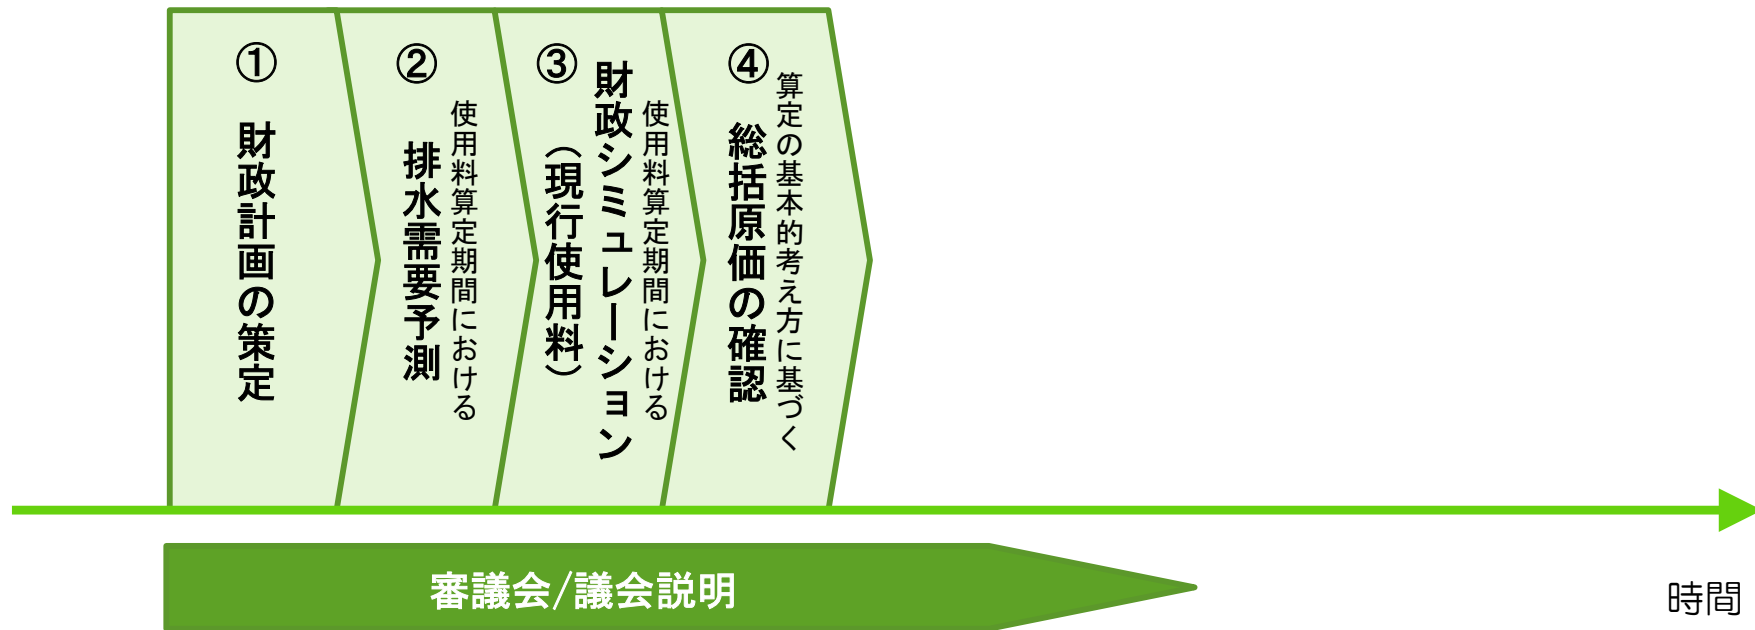 ①
財政計画の策定
②
使用料算定期間における
排水需要予測
③
使用料算定期間における
財政シミュレーション
（現行使用料）
④
算定の基本的考え方に基づく
総括原価の確認
審議会/議会説明
時間